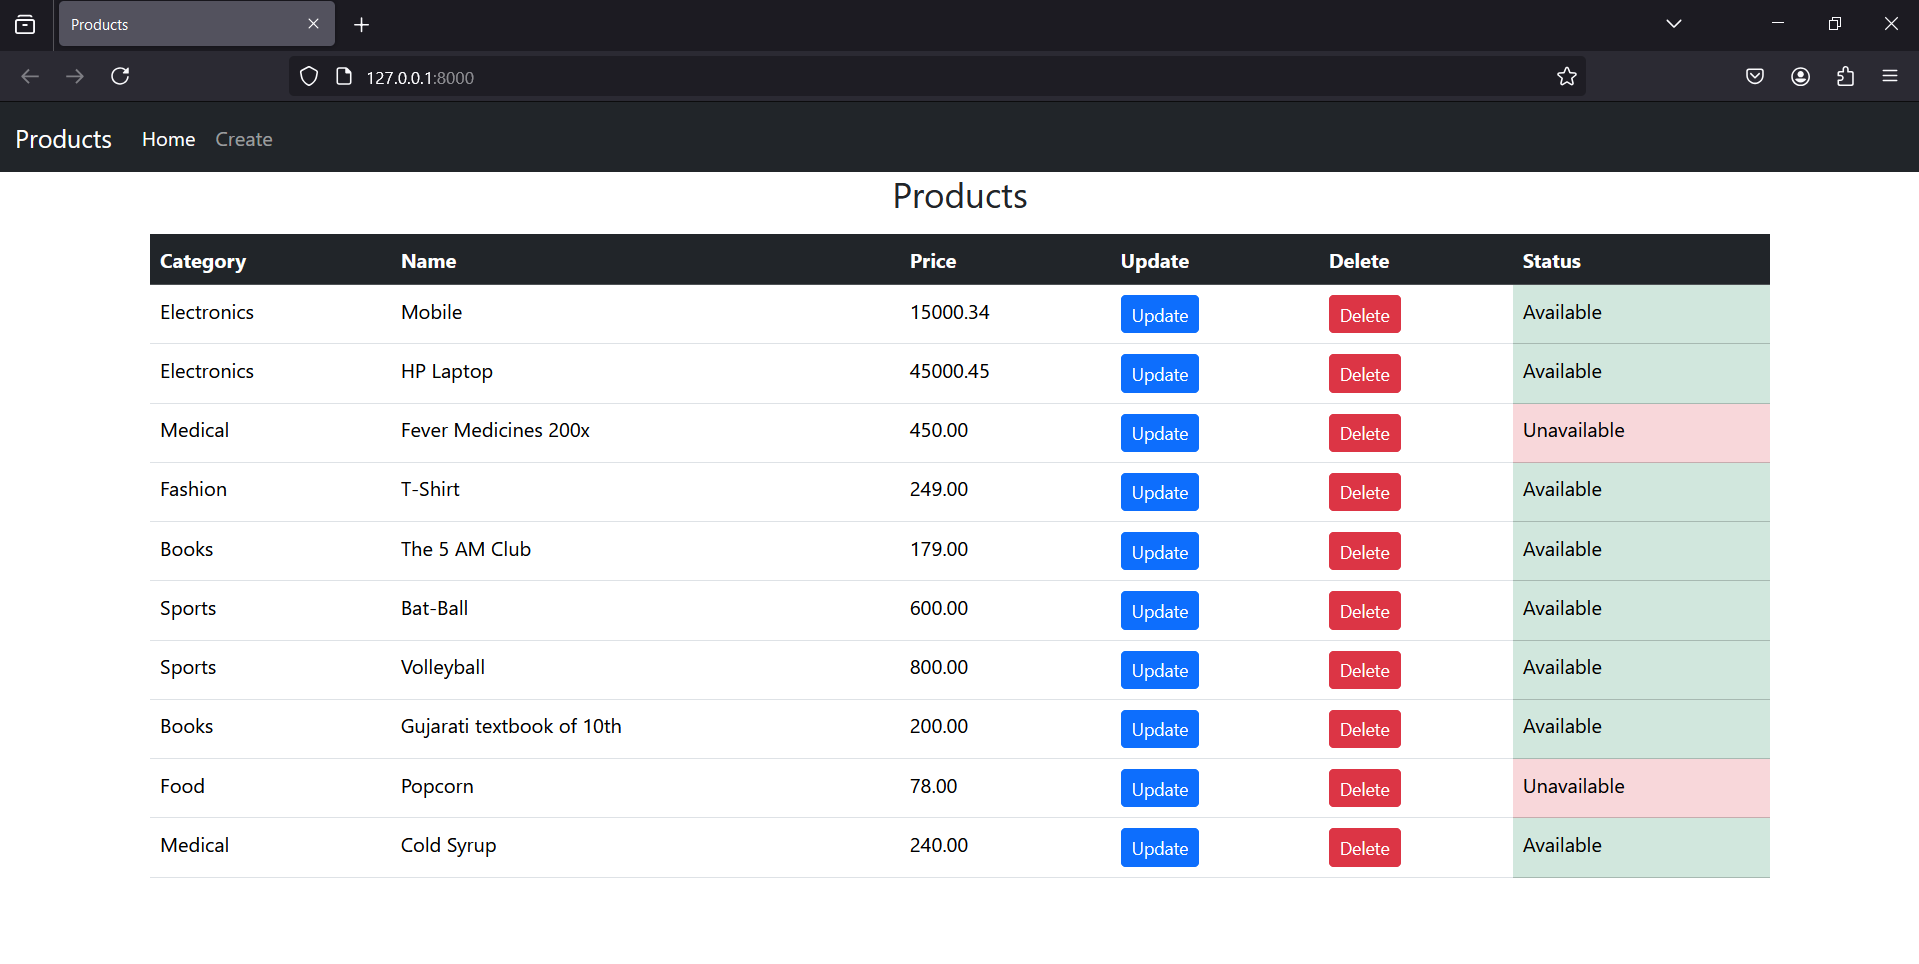 Products
127.0.0.1:8000
Products Home Create
Products
Category Name Price Update Delete Status
Electronics Mobile 15000.34 Update Delete Available
Electronics HP Laptop 45000.45 Update Delete Available
Medical Fever Medicines 200x 450.00 Update Delete Unavailable
Fashion T-Shirt 249.00 Update Delete Available
Books The 5 AM Club 179.00 Update Delete Available
Sports Bat-Ball 600.00 Update Delete Available
Sports Volleyball 800.00 Update Delete Available
Books Gujarati textbook of 10th 200.00 Update Delete Available
Food Popcorn 78.00 Update Delete Unavailable
Medical Cold Syrup 240.00 Update Delete Available